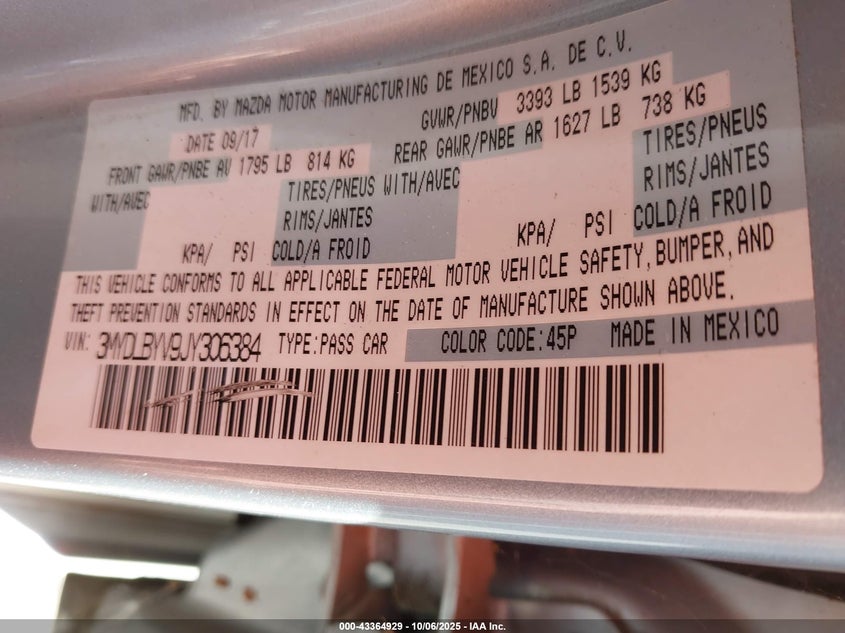 MFD. BY MAZDA MOTOR MANUFACTURING DE MEXICO S.A. DE C.V.
DATE 09/17 GVWR/PNBV 3393 LB 1539 KG
FRONT GAWR/PNBE AV 1795 LB 814 KG REAR GAWR/PNBE AR 1627 LB 738 KG
WITH/AVEC TIRES/PNEUS WITH/AVEC TIRES/PNEUS
RIMS/JANTES RIMS/JANTES
KPA/ PSI COLD/A FROID KPA/ PSI COLD/A FROID
THIS VEHICLE CONFORMS TO ALL APPLICABLE FEDERAL MOTOR VEHICLE SAFETY, BUMPER, AND
THEFT PREVENTION STANDARDS IN EFFECT ON THE DATE OF MANUFACTURE SHOWN ABOVE.
VIN: 3MYDLBYV9JY306384 TYPE:PASS CAR COLOR CODE:45P MADE IN MEXICO
000-43364929 - 10/06/2025 - IAA Inc.